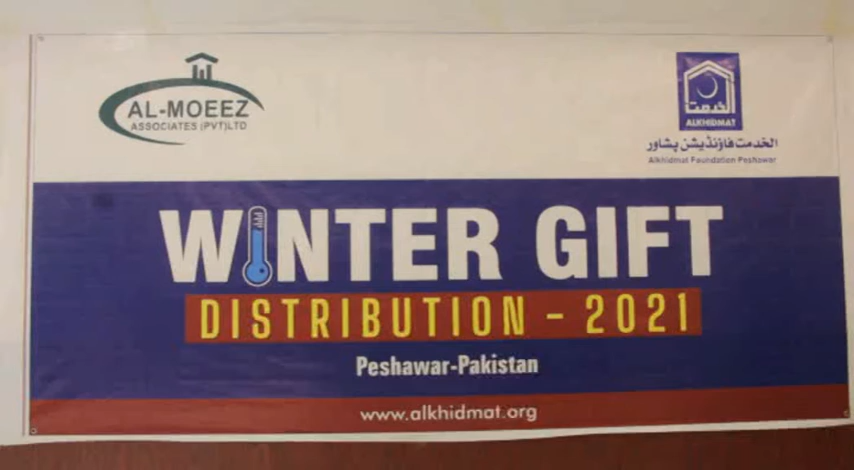 AL-MOEEZ
ASSOCIATES (PVT)LTD
الخدمت
ALKHIDMAT
الخدمت فاؤنڈیشن پشاور
Alkhidmat Foundation Peshawar
WINTER GIFT
DISTRIBUTION - 2021
Peshawar-Pakistan
www.alkhidmat.org